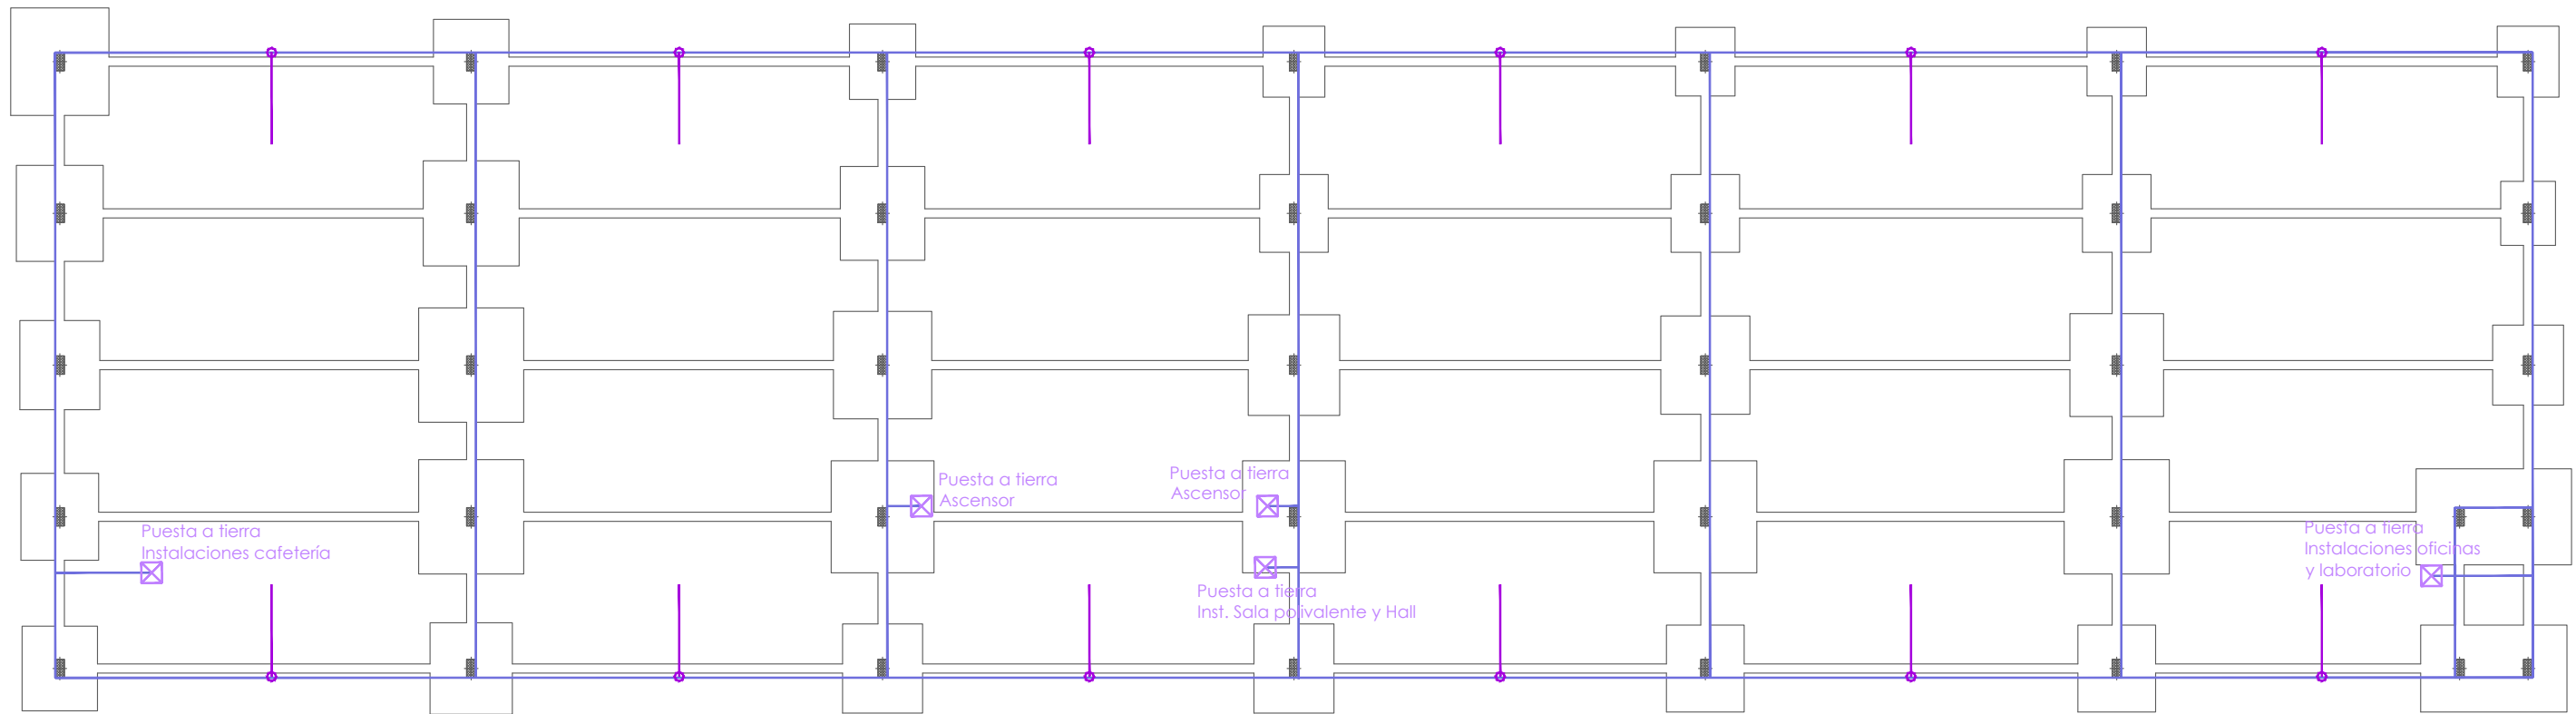 Puesta a tierra
Ascensor
Puesta a tierra
Ascensor
Puesta a tierra
Instalaciones cafetería
Puesta a tierra
Inst. Sala polivalente y Hall
Puesta a tierra
Instalaciones oficinas
y laboratorio